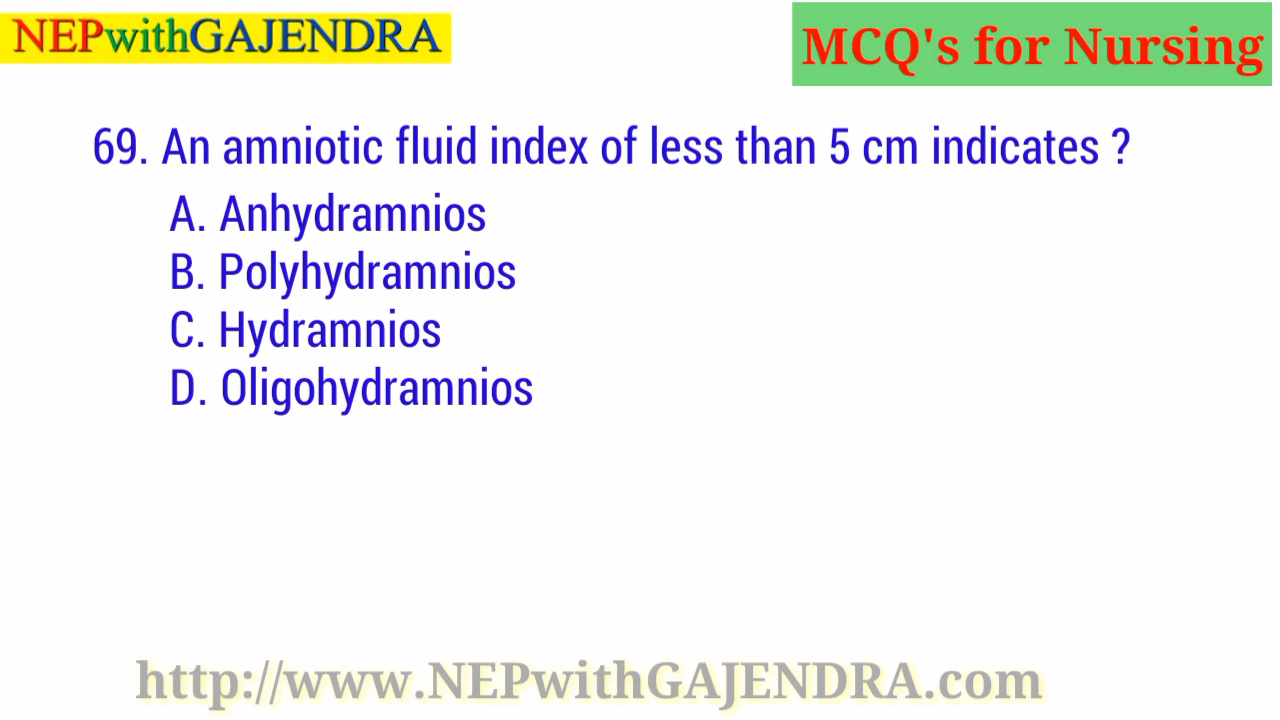 NEPwithGAJENDRA
MCQ's for Nursing
69. An amniotic fluid index of less than 5 cm indicates ?
A. Anhydramnios
B. Polyhydramnios
C. Hydramnios
D. Oligohydramnios
http://www.NEPwithGAJENDRA.com